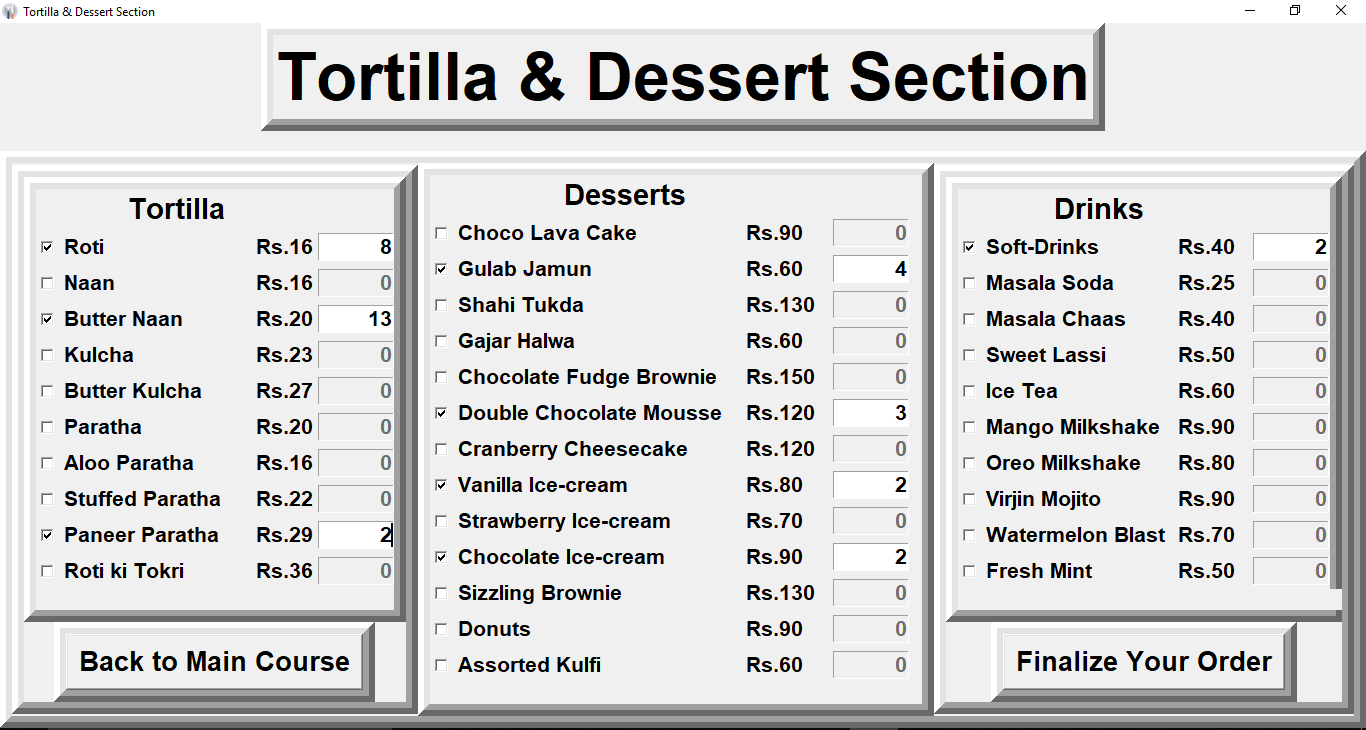 Tortilla & Dessert Section
Tortilla & Dessert Section
Tortilla
Roti Rs.16 8
Naan Rs.16 0
Butter Naan Rs.20 13
Kulcha Rs.23 0
Butter Kulcha Rs.27 0
Paratha Rs.20 0
Aloo Paratha Rs.16 0
Stuffed Paratha Rs.22 0
Paneer Paratha Rs.29 2
Roti ki Tokri Rs.36 0
Back to Main Course
Desserts
Choco Lava Cake Rs.90 0
Gulab Jamun Rs.60 4
Shahi Tukda Rs.130 0
Gajar Halwa Rs.60 0
Chocolate Fudge Brownie Rs.150 0
Double Chocolate Mousse Rs.120 3
Cranberry Cheesecake Rs.120 0
Vanilla Ice-cream Rs.80 2
Strawberry Ice-cream Rs.70 0
Chocolate Ice-cream Rs.90 2
Sizzling Brownie Rs.130 0
Donuts Rs.90 0
Assorted Kulfi Rs.60 0
Drinks
Soft-Drinks Rs.40 2
Masala Soda Rs.25 0
Masala Chaas Rs.40 0
Sweet Lassi Rs.50 0
Ice Tea Rs.60 0
Mango Milkshake Rs.90 0
Oreo Milkshake Rs.80 0
Virjin Mojito Rs.90 0
Watermelon Blast Rs.70 0
Fresh Mint Rs.50 0
Finalize Your Order